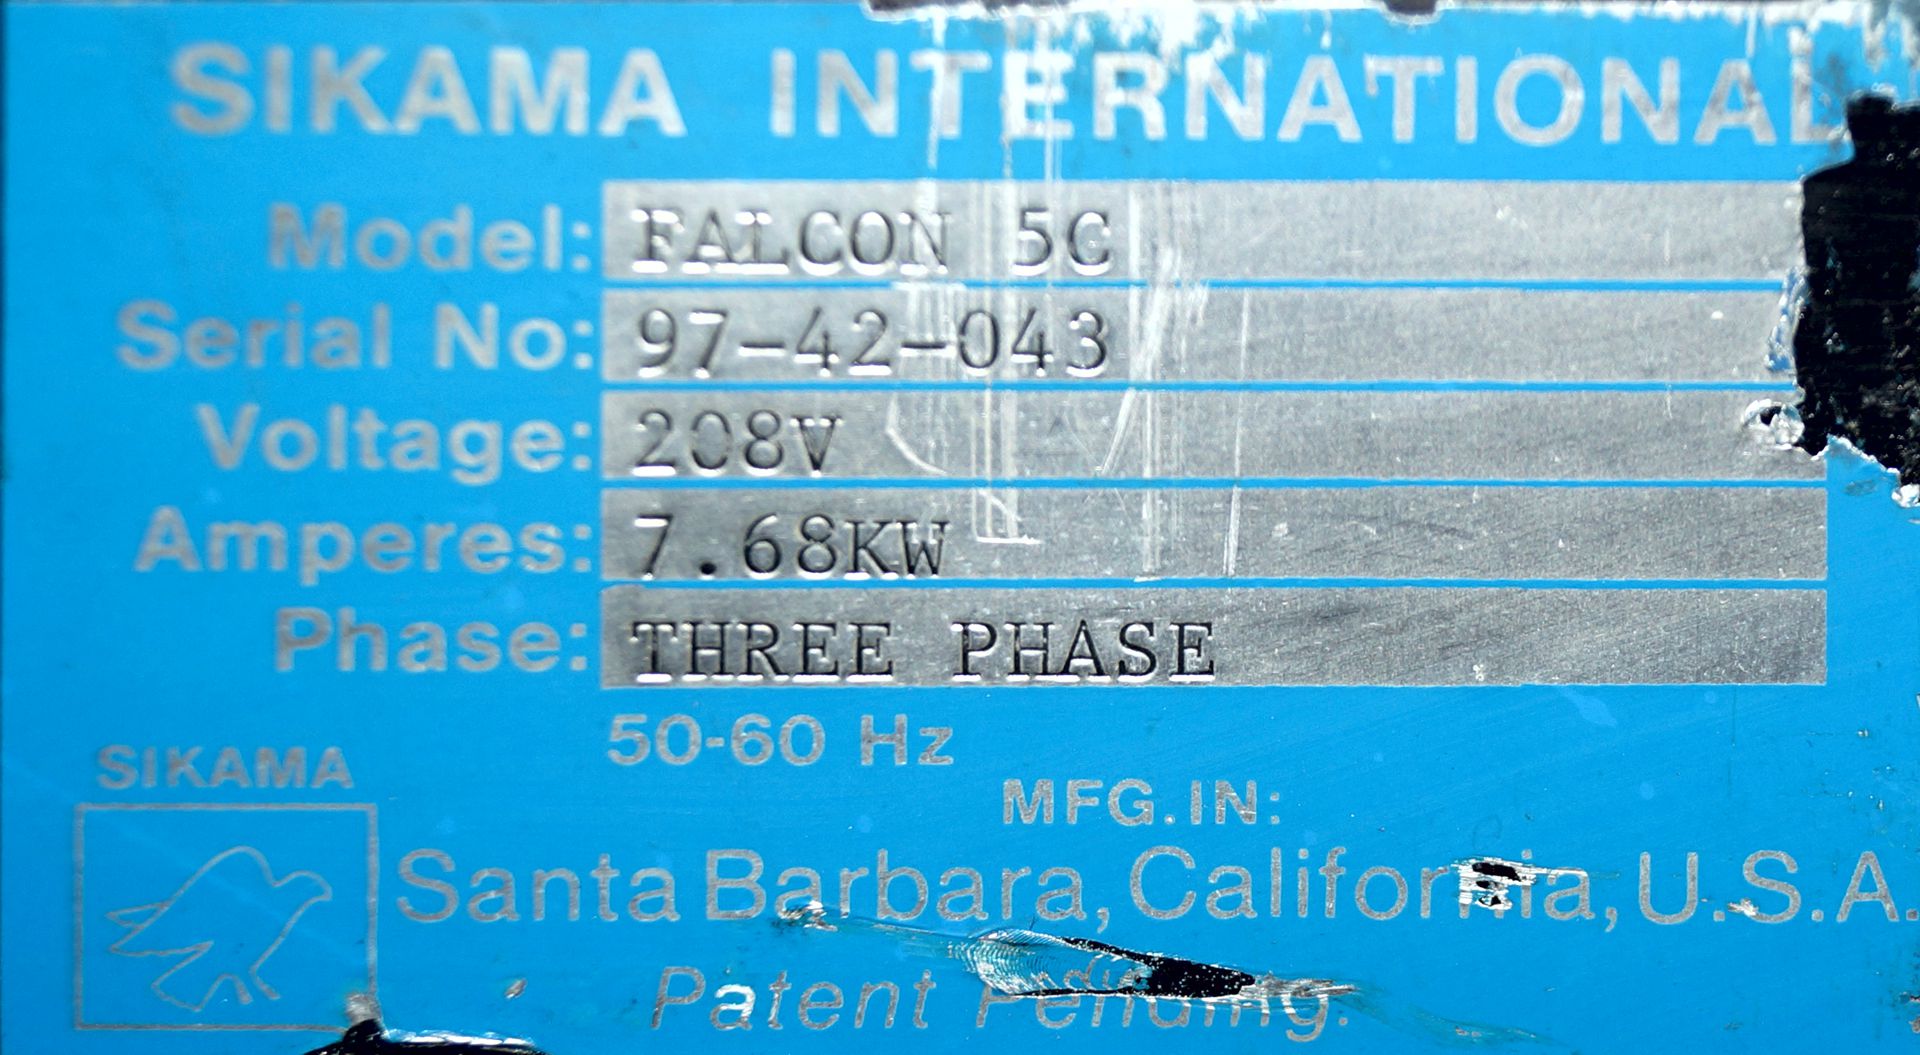 SIKAMA INTERNATIONAL
Model: FALCON 5C
Serial No: 97-42-043
Voltage: 208V
Amperes: 7.68KW
Phase: THREE PHASE
50-60 Hz
SIKAMA
MFG.IN:
Santa Barbara, California, U.S.A.
Patent Pending.